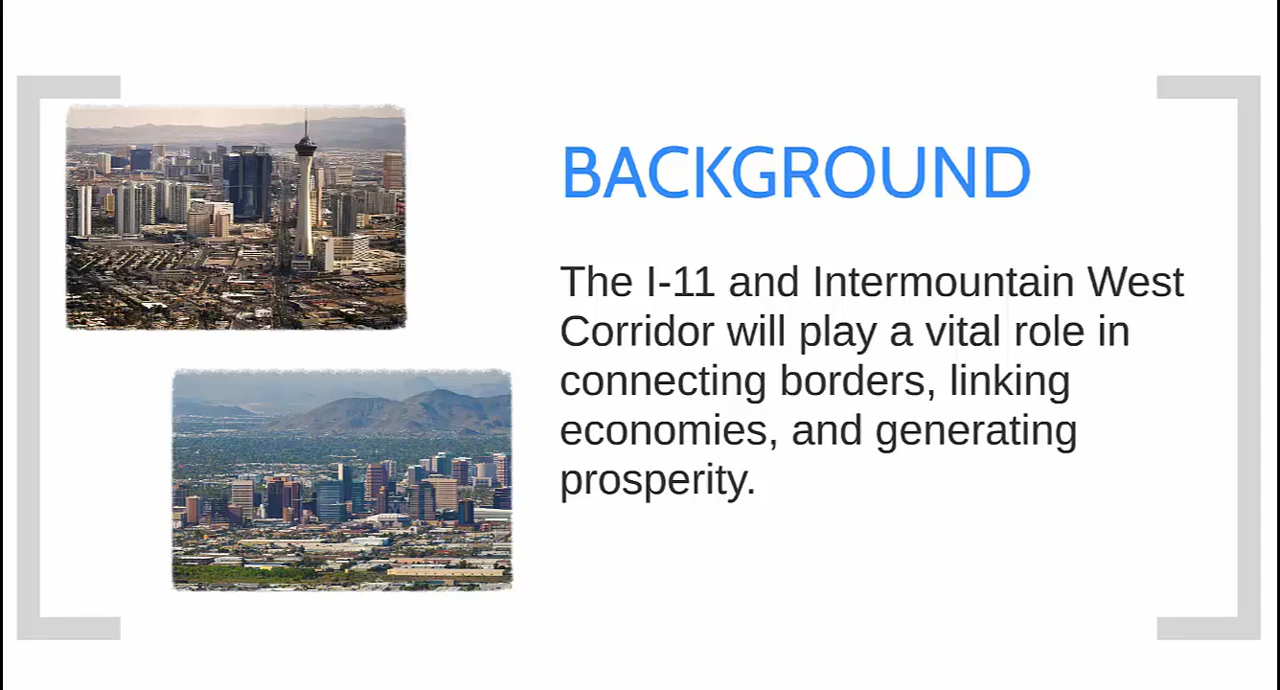 BACKGROUND
The I-11 and Intermountain West
Corridor will play a vital role in
connecting borders, linking
economies, and generating
prosperity.